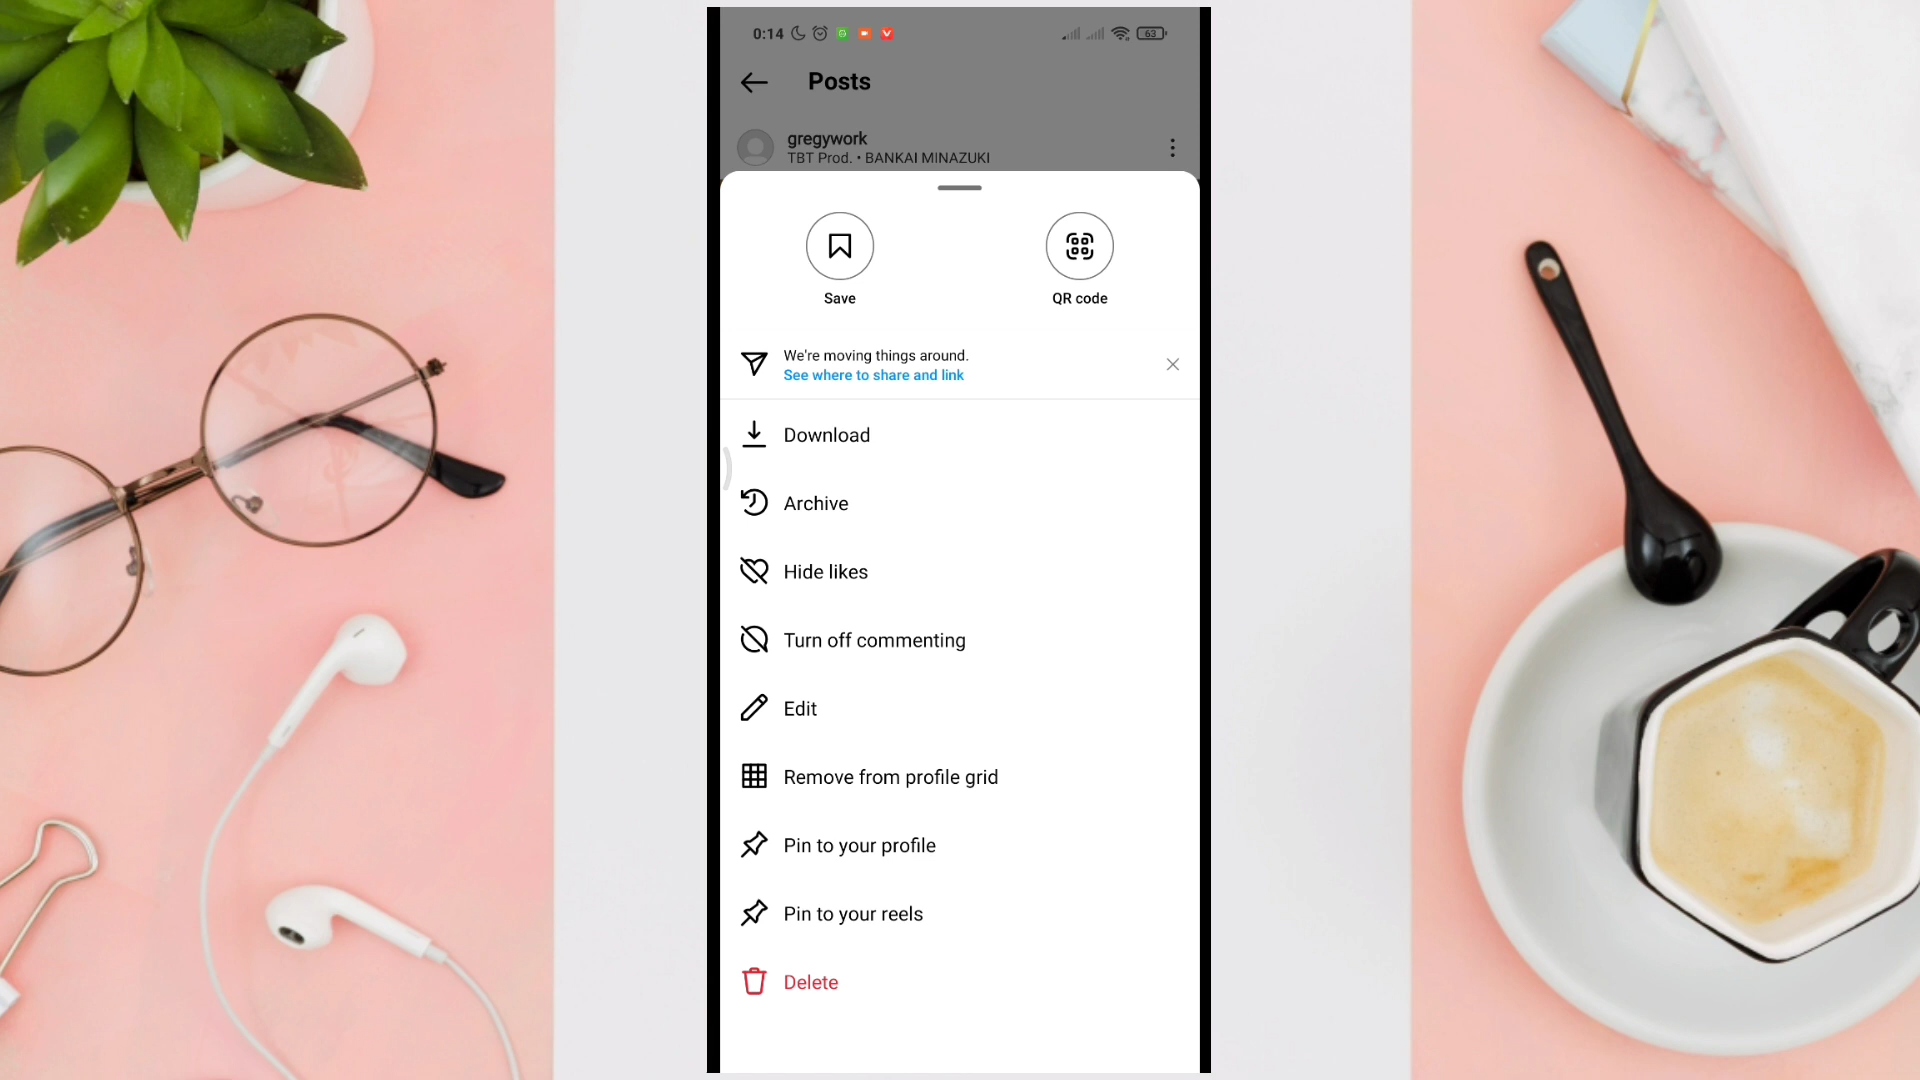 0:14
63
Posts
gregywork
TBT Prod. • BANKAI MINAZUKI
Save
QR code
We're moving things around.
See where to share and link
Download
Archive
Hide likes
Turn off commenting
Edit
Remove from profile grid
Pin to your profile
Pin to your reels
Delete